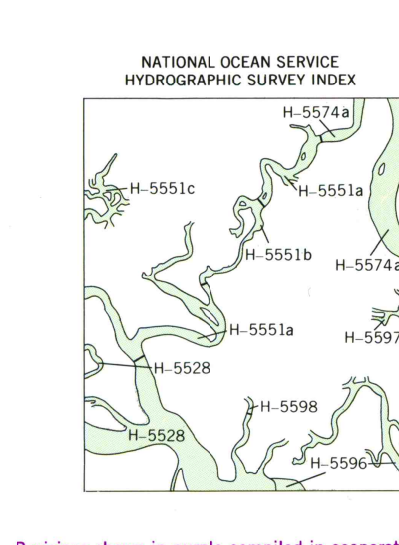 NATIONAL OCEAN SERVICE
HYDROGRAPHIC SURVEY INDEX
H–5574a
H–5551c
H–5551a
H–5551b
H–5574a
H–5597
H–5551a
H–5528
H–5598
H–5528
H–5596